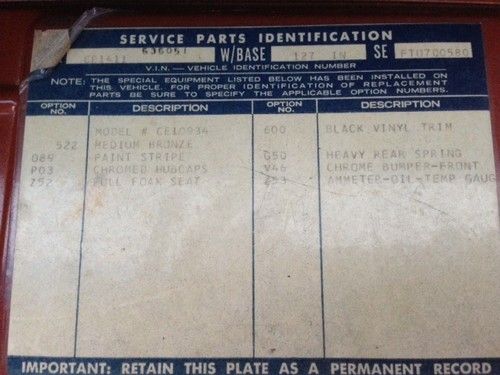 SERVICE PARTS IDENTIFICATION
636051
W/BASE 127 IN SE
V.I.N. — VEHICLE IDENTIFICATION NUMBER
NOTE: THE SPECIAL EQUIPMENT LISTED BELOW HAS BEEN INSTALLED ON
THIS VEHICLE. FOR PROPER IDENTIFICATION OF REPLACEMENT
PARTS BE SURE TO SPECIFY THE APPLICABLE OPTION NUMBERS.
OPTION NO. DESCRIPTION OPTION NO. DESCRIPTION
MODEL # CE10934 600 BLACK VINYL TRIM
522 MEDIUM BRONZE
089 PAINT STRIPE G50 HEAVY REAR SPRING
P03 CHROMED HUBCAPS V46 CHROME BUMPER-FRONT
Z52 FULL FOAK SEAT Z53 AMMETER-OIL-TEMP GAUG
IMPORTANT: RETAIN THIS PLATE AS A PERMANENT RECORD